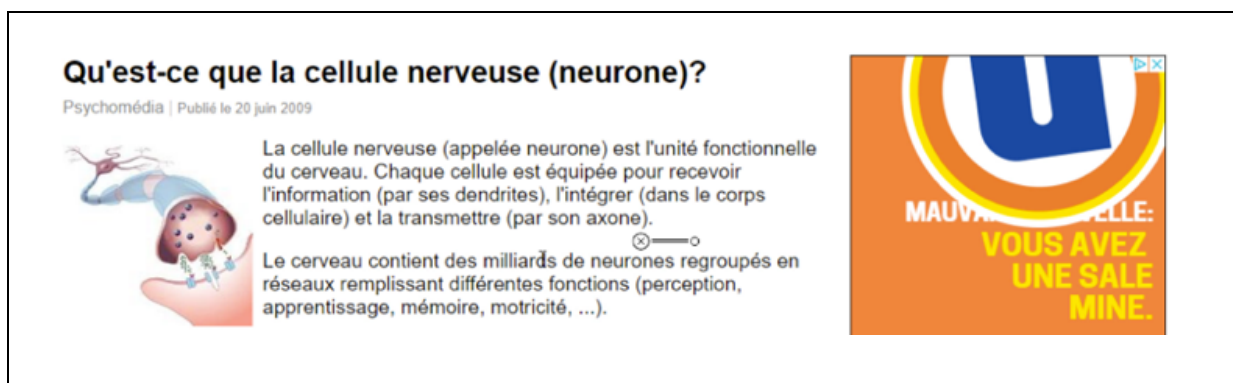 Qu'est-ce que la cellule nerveuse (neurone)?
Psychomédia | Publié le 20 juin 2009
La cellule nerveuse (appelée neurone) est l'unité fonctionnelle
du cerveau. Chaque cellule est équipée pour recevoir
l'information (par ses dendrites), l'intégrer (dans le corps
cellulaire) et la transmettre (par son axone).
Le cerveau contient des milliards de neurones regroupés en
réseaux remplissant différentes fonctions (perception,
apprentissage, mémoire, motricité, ...).
VOUS AVEZ
UNE SALE
MINE.